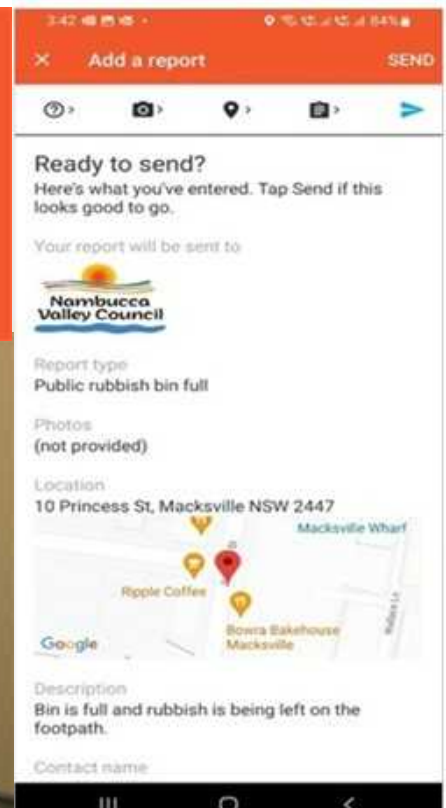 3:42
84%
× Add a report SEND
Ready to send?
Here's what you've entered. Tap Send if this
looks good to go.
Your report will be sent to
Nambucca
Valley Council
Report type
Public rubbish bin full
Photos
(not provided)
Location
10 Princess St, Macksville NSW 2447
Macksville Wharf
Ripple Coffee
Wallace Ln
Bowra Bakehouse
Macksville
Google
Description
Bin is full and rubbish is being left on the
footpath.
Contact name